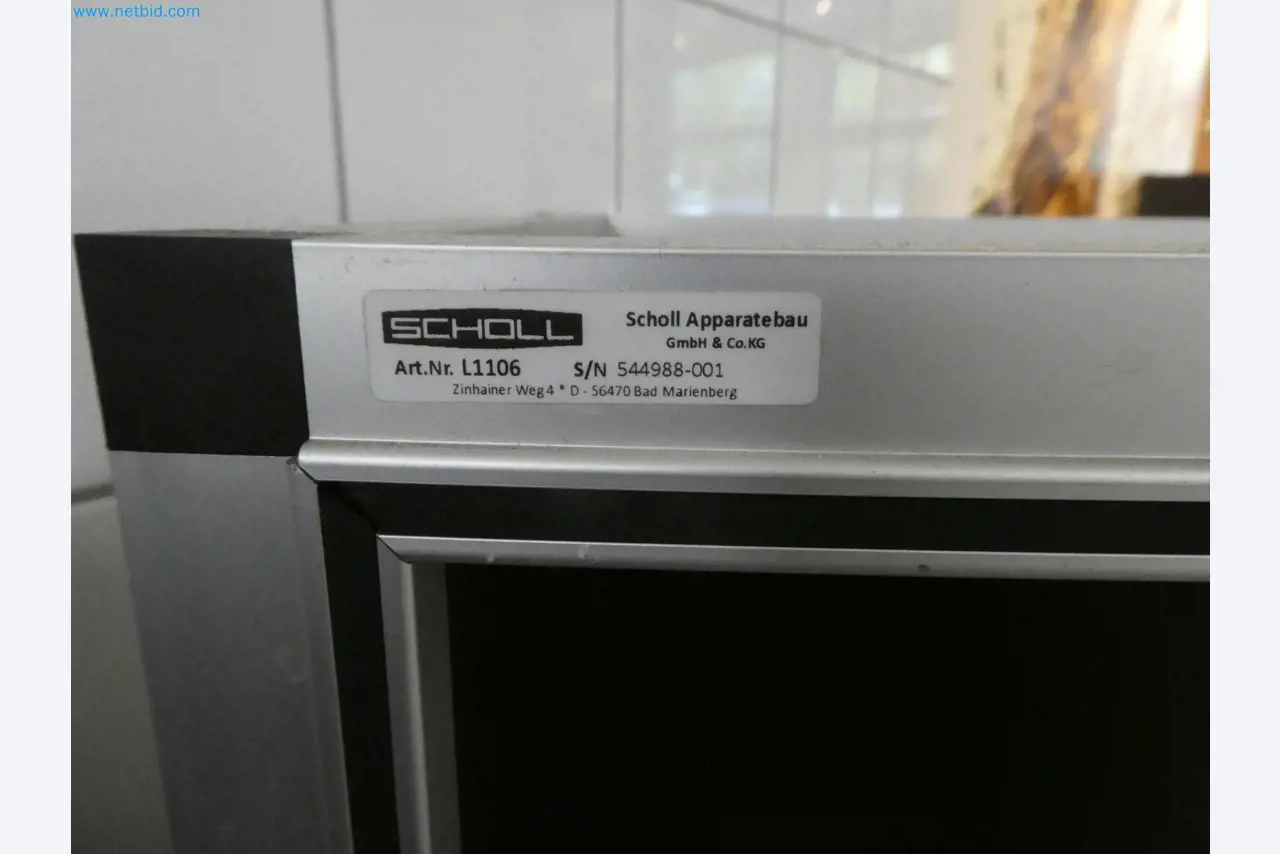 www.netbid.com
SCHOLL
Scholl Apparatebau
GmbH & Co.KG
Art.Nr. L1106 S/N 544988-001
Zinhainer Weg 4 * D - 56470 Bad Marienberg